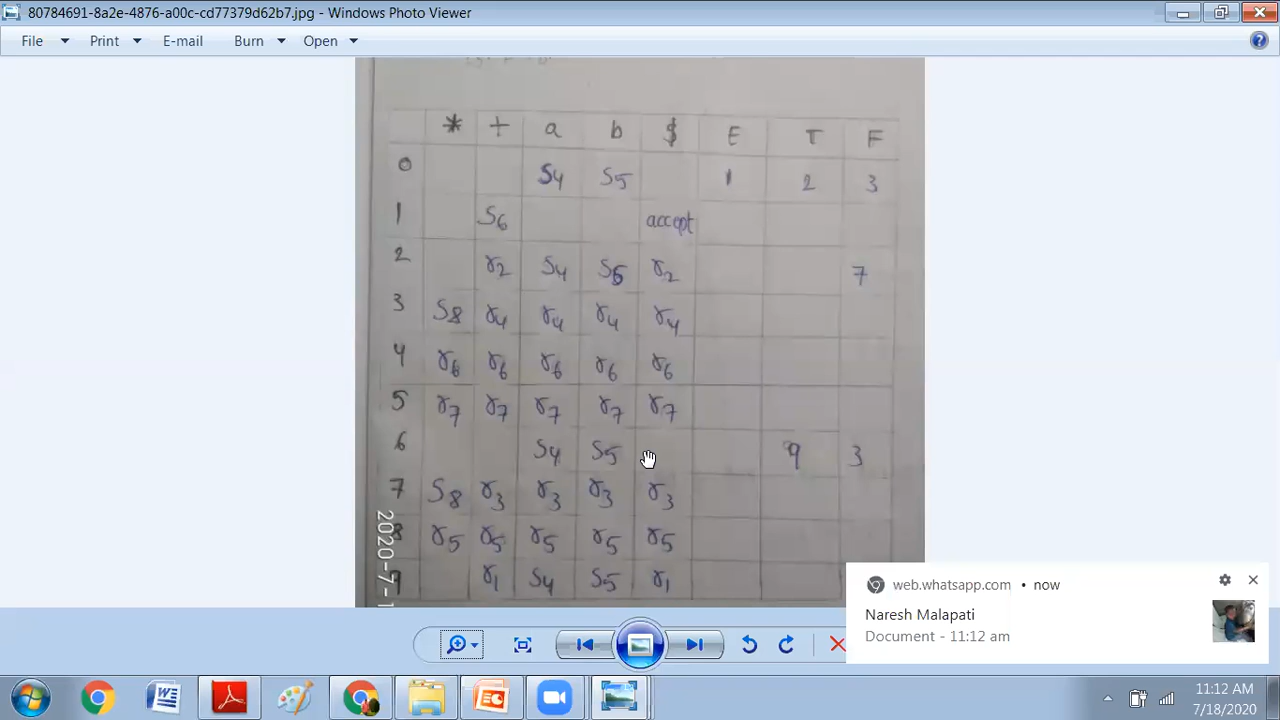 80784691-8a2e-4876-a00c-cd77379d62b7.jpg - Windows Photo Viewer
File Print E-mail Burn Open
* + a b $ E T F
0 S4 S5 1 2 3
1 S6 accept
2 r2 S4 S5 r2 7
3 S8 r4 r4 r4 r4
4 r6 r6 r6 r6 r6
5 r7 r7 r7 r7 r7
6 S4 S5 9 3
7 S8 r3 r3 r3 r3
8 r5 r5 r5 r5 r5
9 r1 S4 S5 r1
2020-7-1
web.whatsapp.com • now
Naresh Malapati
Document - 11:12 am
11:12 AM
7/18/2020